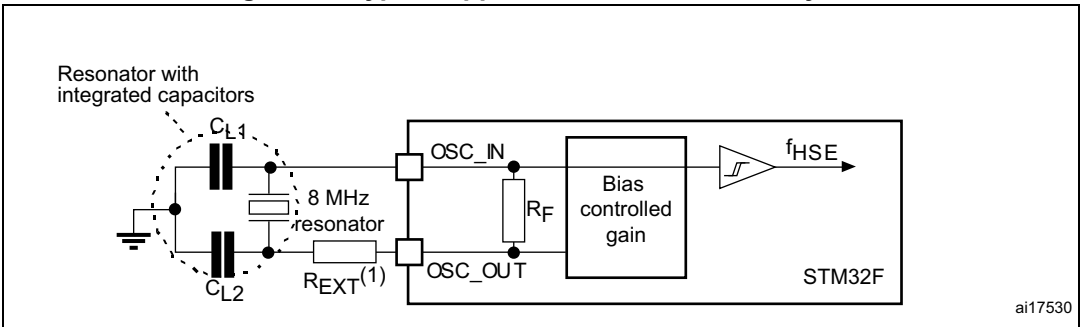 Resonator with
integrated capacitors
CL1
OSC_IN
fHSE
8 MHz
resonator
RF
Bias
controlled
gain
REXT(1)
OSC_OUT
STM32F
CL2
ai17530